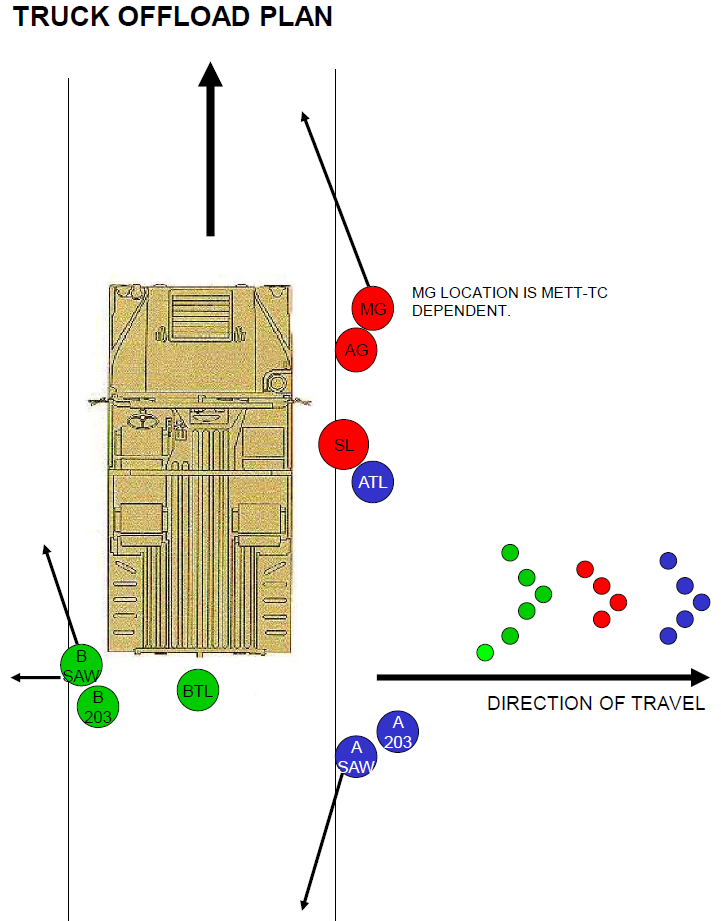 TRUCK OFFLOAD PLAN
MG
MG LOCATION IS METT-TC
DEPENDENT.
AG
SL
ATL
B
SAW
B
203
BTL
DIRECTION OF TRAVEL
A
203
A
SAW